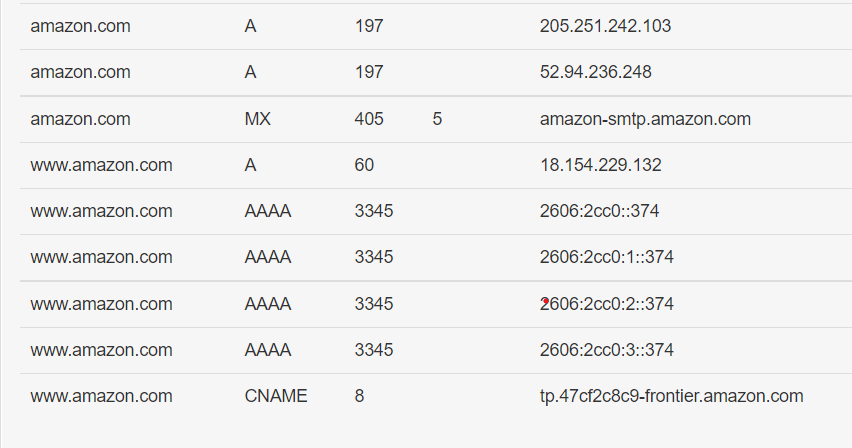 amazon.com A 197 205.251.242.103
amazon.com A 197 52.94.236.248
amazon.com MX 405 5 amazon-smtp.amazon.com
www.amazon.com A 60 18.154.229.132
www.amazon.com AAAA 3345 2606:2cc0::374
www.amazon.com AAAA 3345 2606:2cc0:1::374
www.amazon.com AAAA 3345 2606:2cc0:2::374
www.amazon.com AAAA 3345 2606:2cc0:3::374
www.amazon.com CNAME 8 tp.47cf2c8c9-frontier.amazon.com